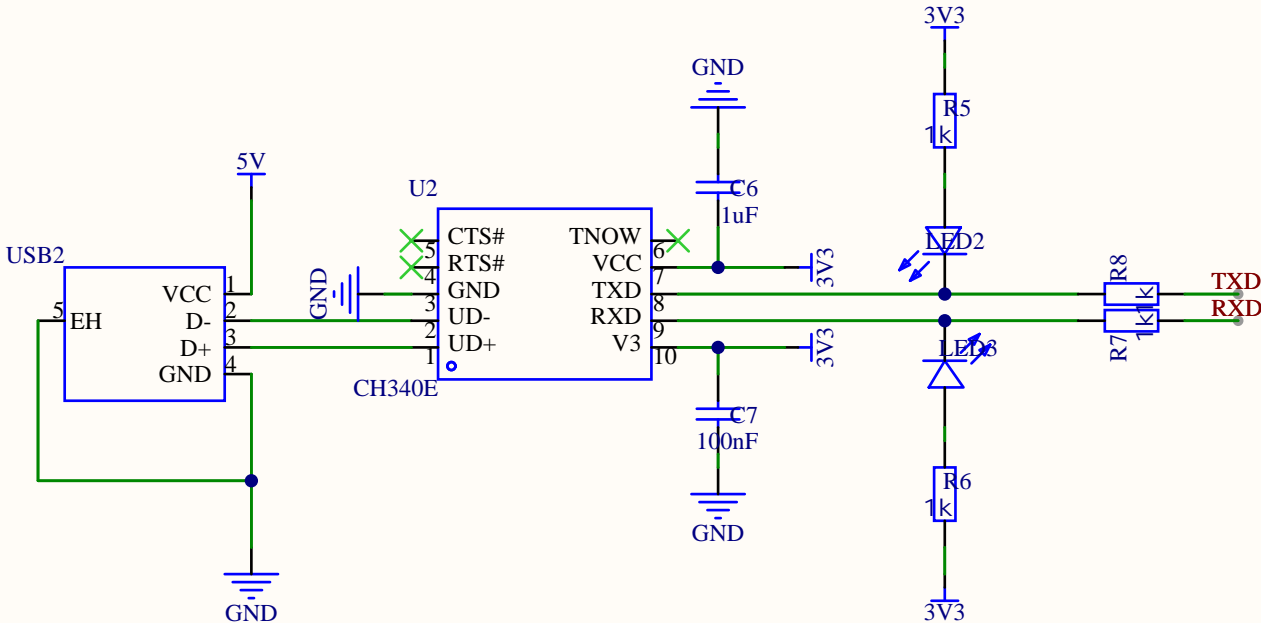 3V3
GND
R5
1k
5V
C6
1uF
U2
CTS#
5
RTS#
4
GND
3
UD-
2
UD+
1
TNOW
6
VCC
7
TXD
8
RXD
9
V3
10
CH340E
GND
3V3
3V3
LED2
R8
1k
TXD
RXD
R7
1k
LED3
USB2
VCC
1
D-
2
D+
3
GND
4
5
EH
C7
100nF
GND
R6
1k
GND
3V3